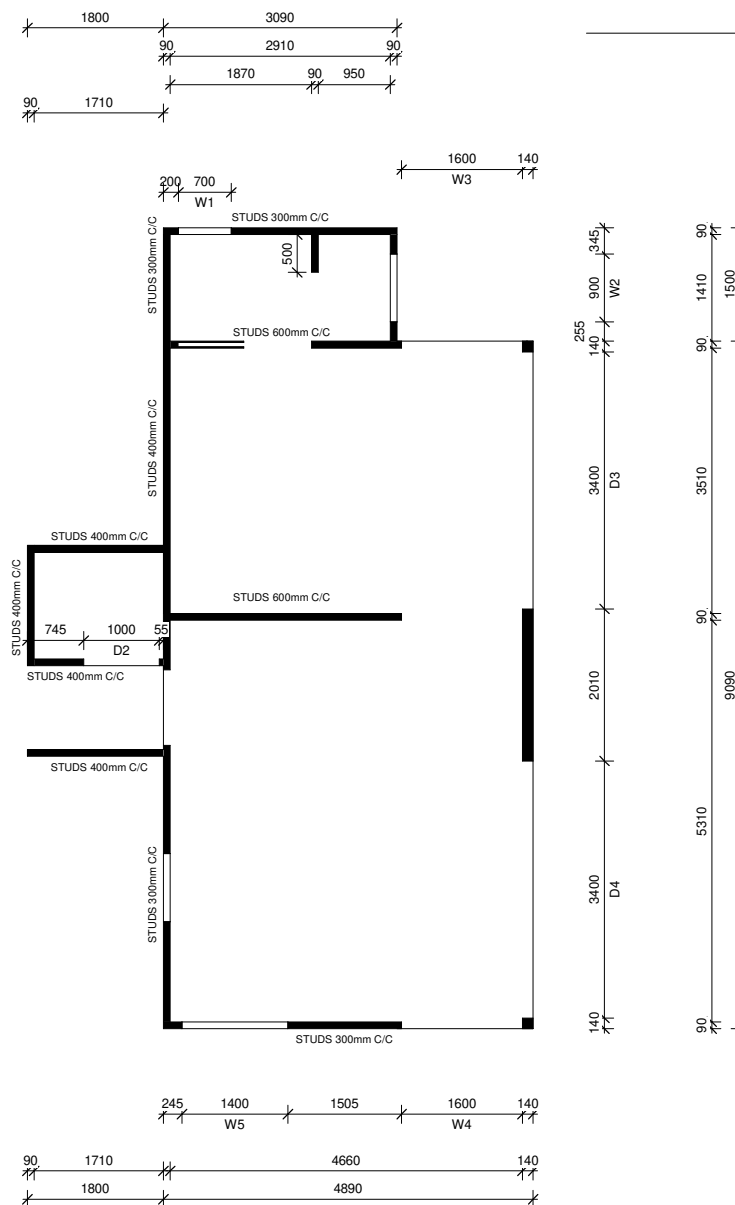 1800 3090
90 2910 90
1870 90 950
90 1710
1600 140
W3
200 700
W1
STUDS 300mm C/C
STUDS 300mm C/C
500
345
900
W2
255
140
90
1410
1500
90
STUDS 600mm C/C
STUDS 400mm C/C
3400
D3
3510
STUDS 400mm C/C
STUDS 400mm C/C
STUDS 600mm C/C
90
745 1000 55
D2
STUDS 400mm C/C
2010
9090
STUDS 400mm C/C
5310
STUDS 300mm C/C
3400
D4
140
90
STUDS 300mm C/C
245 1400 1505 1600 140
W5 W4
90 1710 4660 140
1800 4890